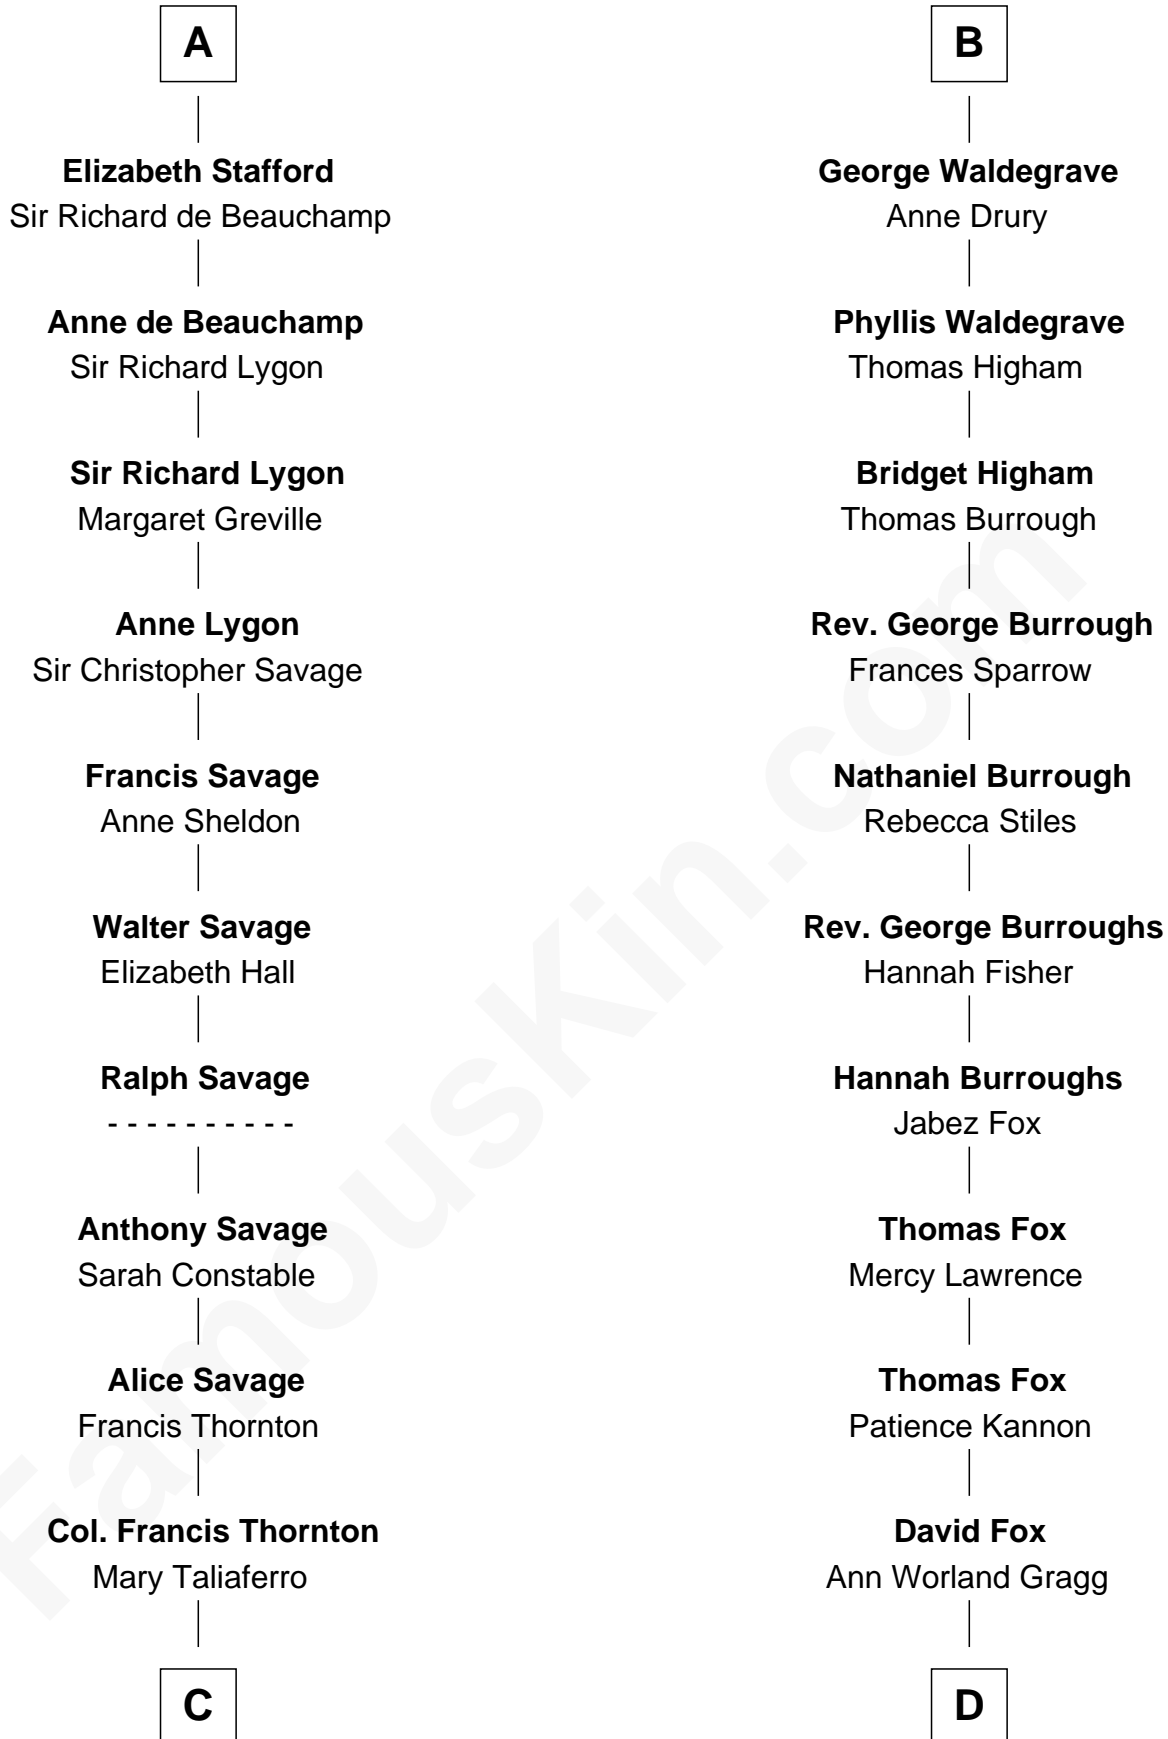 A
Elizabeth Stafford
Sir Richard de Beauchamp
Anne de Beauchamp
Sir Richard Lygon
Sir Richard Lygon
Margaret Greville
Anne Lygon
Sir Christopher Savage
Francis Savage
Anne Sheldon
Walter Savage
Elizabeth Hall
Ralph Savage
- - - - - - - - - -
Anthony Savage
Sarah Constable
Alice Savage
Francis Thornton
Col. Francis Thornton
Mary Taliaferro
C
B
George Waldegrave
Anne Drury
Phyllis Waldegrave
Thomas Higham
Bridget Higham
Thomas Burrough
Rev. George Burrough
Frances Sparrow
Nathaniel Burrough
Rebecca Stiles
Rev. George Burroughs
Hannah Fisher
Hannah Burroughs
Jabez Fox
Thomas Fox
Mercy Lawrence
Thomas Fox
Patience Kannon
David Fox
Ann Worland Gragg
D
FamousKin.com